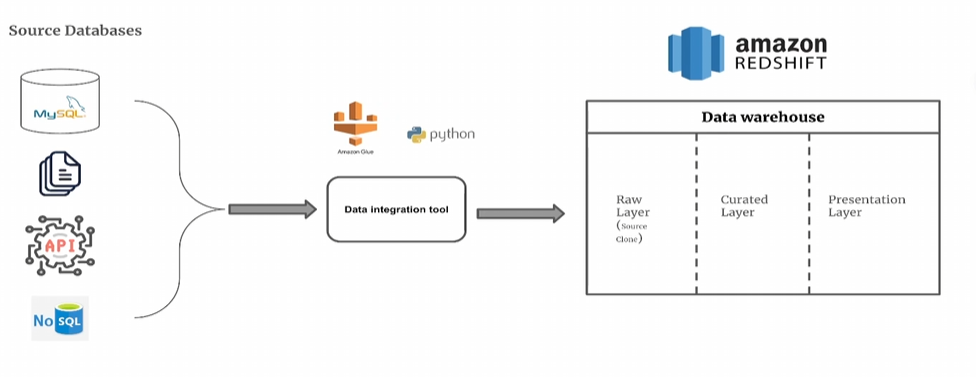 Source Databases
MySQL
API
No SQL
Amazon Glue
python
Data integration tool
amazon
REDSHIFT
Data warehouse
Raw
Layer
(Source
Clone)
Curated
Layer
Presentation
Layer